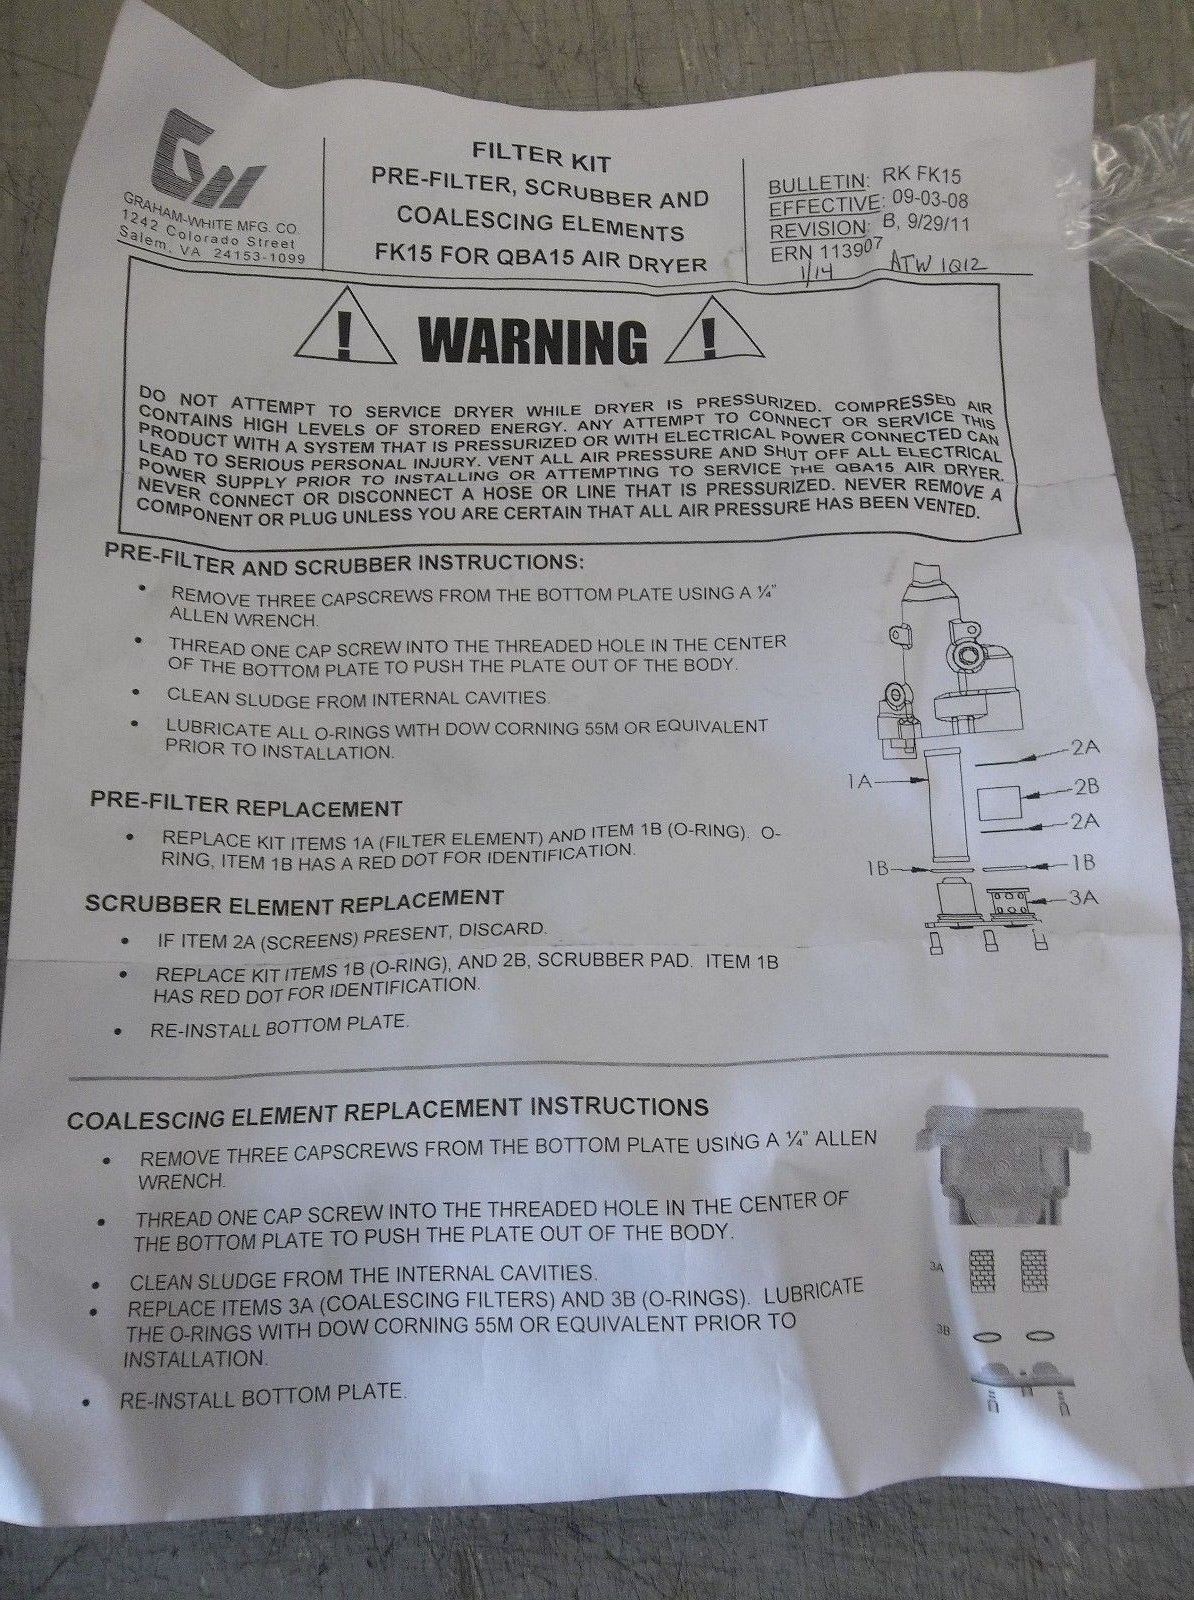 GW
GRAHAM-WHITE MFG. CO.
1242 Colorado Street
Salem, VA 24153-1099
FILTER KIT
PRE-FILTER, SCRUBBER AND
COALESCING ELEMENTS
FK15 FOR QBA15 AIR DRYER
BULLETIN: RK FK15
EFFECTIVE: 09-03-08
REVISION: B, 9/29/11
ERN 113907
1/14 ATW 1Q12
! WARNING !
DO NOT ATTEMPT TO SERVICE DRYER WHILE DRYER IS PRESSURIZED. COMPRESSED AIR
CONTAINS HIGH LEVELS OF STORED ENERGY. ANY ATTEMPT TO CONNECT OR SERVICE THIS
PRODUCT WITH A SYSTEM THAT IS PRESSURIZED OR WITH ELECTRICAL POWER CONNECTED CAN
LEAD TO SERIOUS PERSONAL INJURY. VENT ALL AIR PRESSURE AND SHUT OFF ALL ELECTRICAL
POWER SUPPLY PRIOR TO INSTALLING OR ATTEMPTING TO SERVICE THE QBA15 AIR DRYER.
NEVER CONNECT OR DISCONNECT A HOSE OR LINE THAT IS PRESSURIZED. NEVER REMOVE A
COMPONENT OR PLUG UNLESS YOU ARE CERTAIN THAT ALL AIR PRESSURE HAS BEEN VENTED.
PRE-FILTER AND SCRUBBER INSTRUCTIONS:
• REMOVE THREE CAPSCREWS FROM THE BOTTOM PLATE USING A ¼"
ALLEN WRENCH.
• THREAD ONE CAP SCREW INTO THE THREADED HOLE IN THE CENTER
OF THE BOTTOM PLATE TO PUSH THE PLATE OUT OF THE BODY.
• CLEAN SLUDGE FROM INTERNAL CAVITIES.
• LUBRICATE ALL O-RINGS WITH DOW CORNING 55M OR EQUIVALENT
PRIOR TO INSTALLATION.
PRE-FILTER REPLACEMENT
• REPLACE KIT ITEMS 1A (FILTER ELEMENT) AND ITEM 1B (O-RING). O-
RING, ITEM 1B HAS A RED DOT FOR IDENTIFICATION.
SCRUBBER ELEMENT REPLACEMENT
• IF ITEM 2A (SCREENS) PRESENT, DISCARD.
• REPLACE KIT ITEMS 1B (O-RING), AND 2B, SCRUBBER PAD. ITEM 1B
HAS RED DOT FOR IDENTIFICATION.
• RE-INSTALL BOTTOM PLATE.
2A
1A
2B
2A
1B
1B
3A
COALESCING ELEMENT REPLACEMENT INSTRUCTIONS
• REMOVE THREE CAPSCREWS FROM THE BOTTOM PLATE USING A ¼" ALLEN
WRENCH.
• THREAD ONE CAP SCREW INTO THE THREADED HOLE IN THE CENTER OF
THE BOTTOM PLATE TO PUSH THE PLATE OUT OF THE BODY.
• CLEAN SLUDGE FROM THE INTERNAL CAVITIES.
• REPLACE ITEMS 3A (COALESCING FILTERS) AND 3B (O-RINGS). LUBRICATE
THE O-RINGS WITH DOW CORNING 55M OR EQUIVALENT PRIOR TO
INSTALLATION.
• RE-INSTALL BOTTOM PLATE.
3A
3B